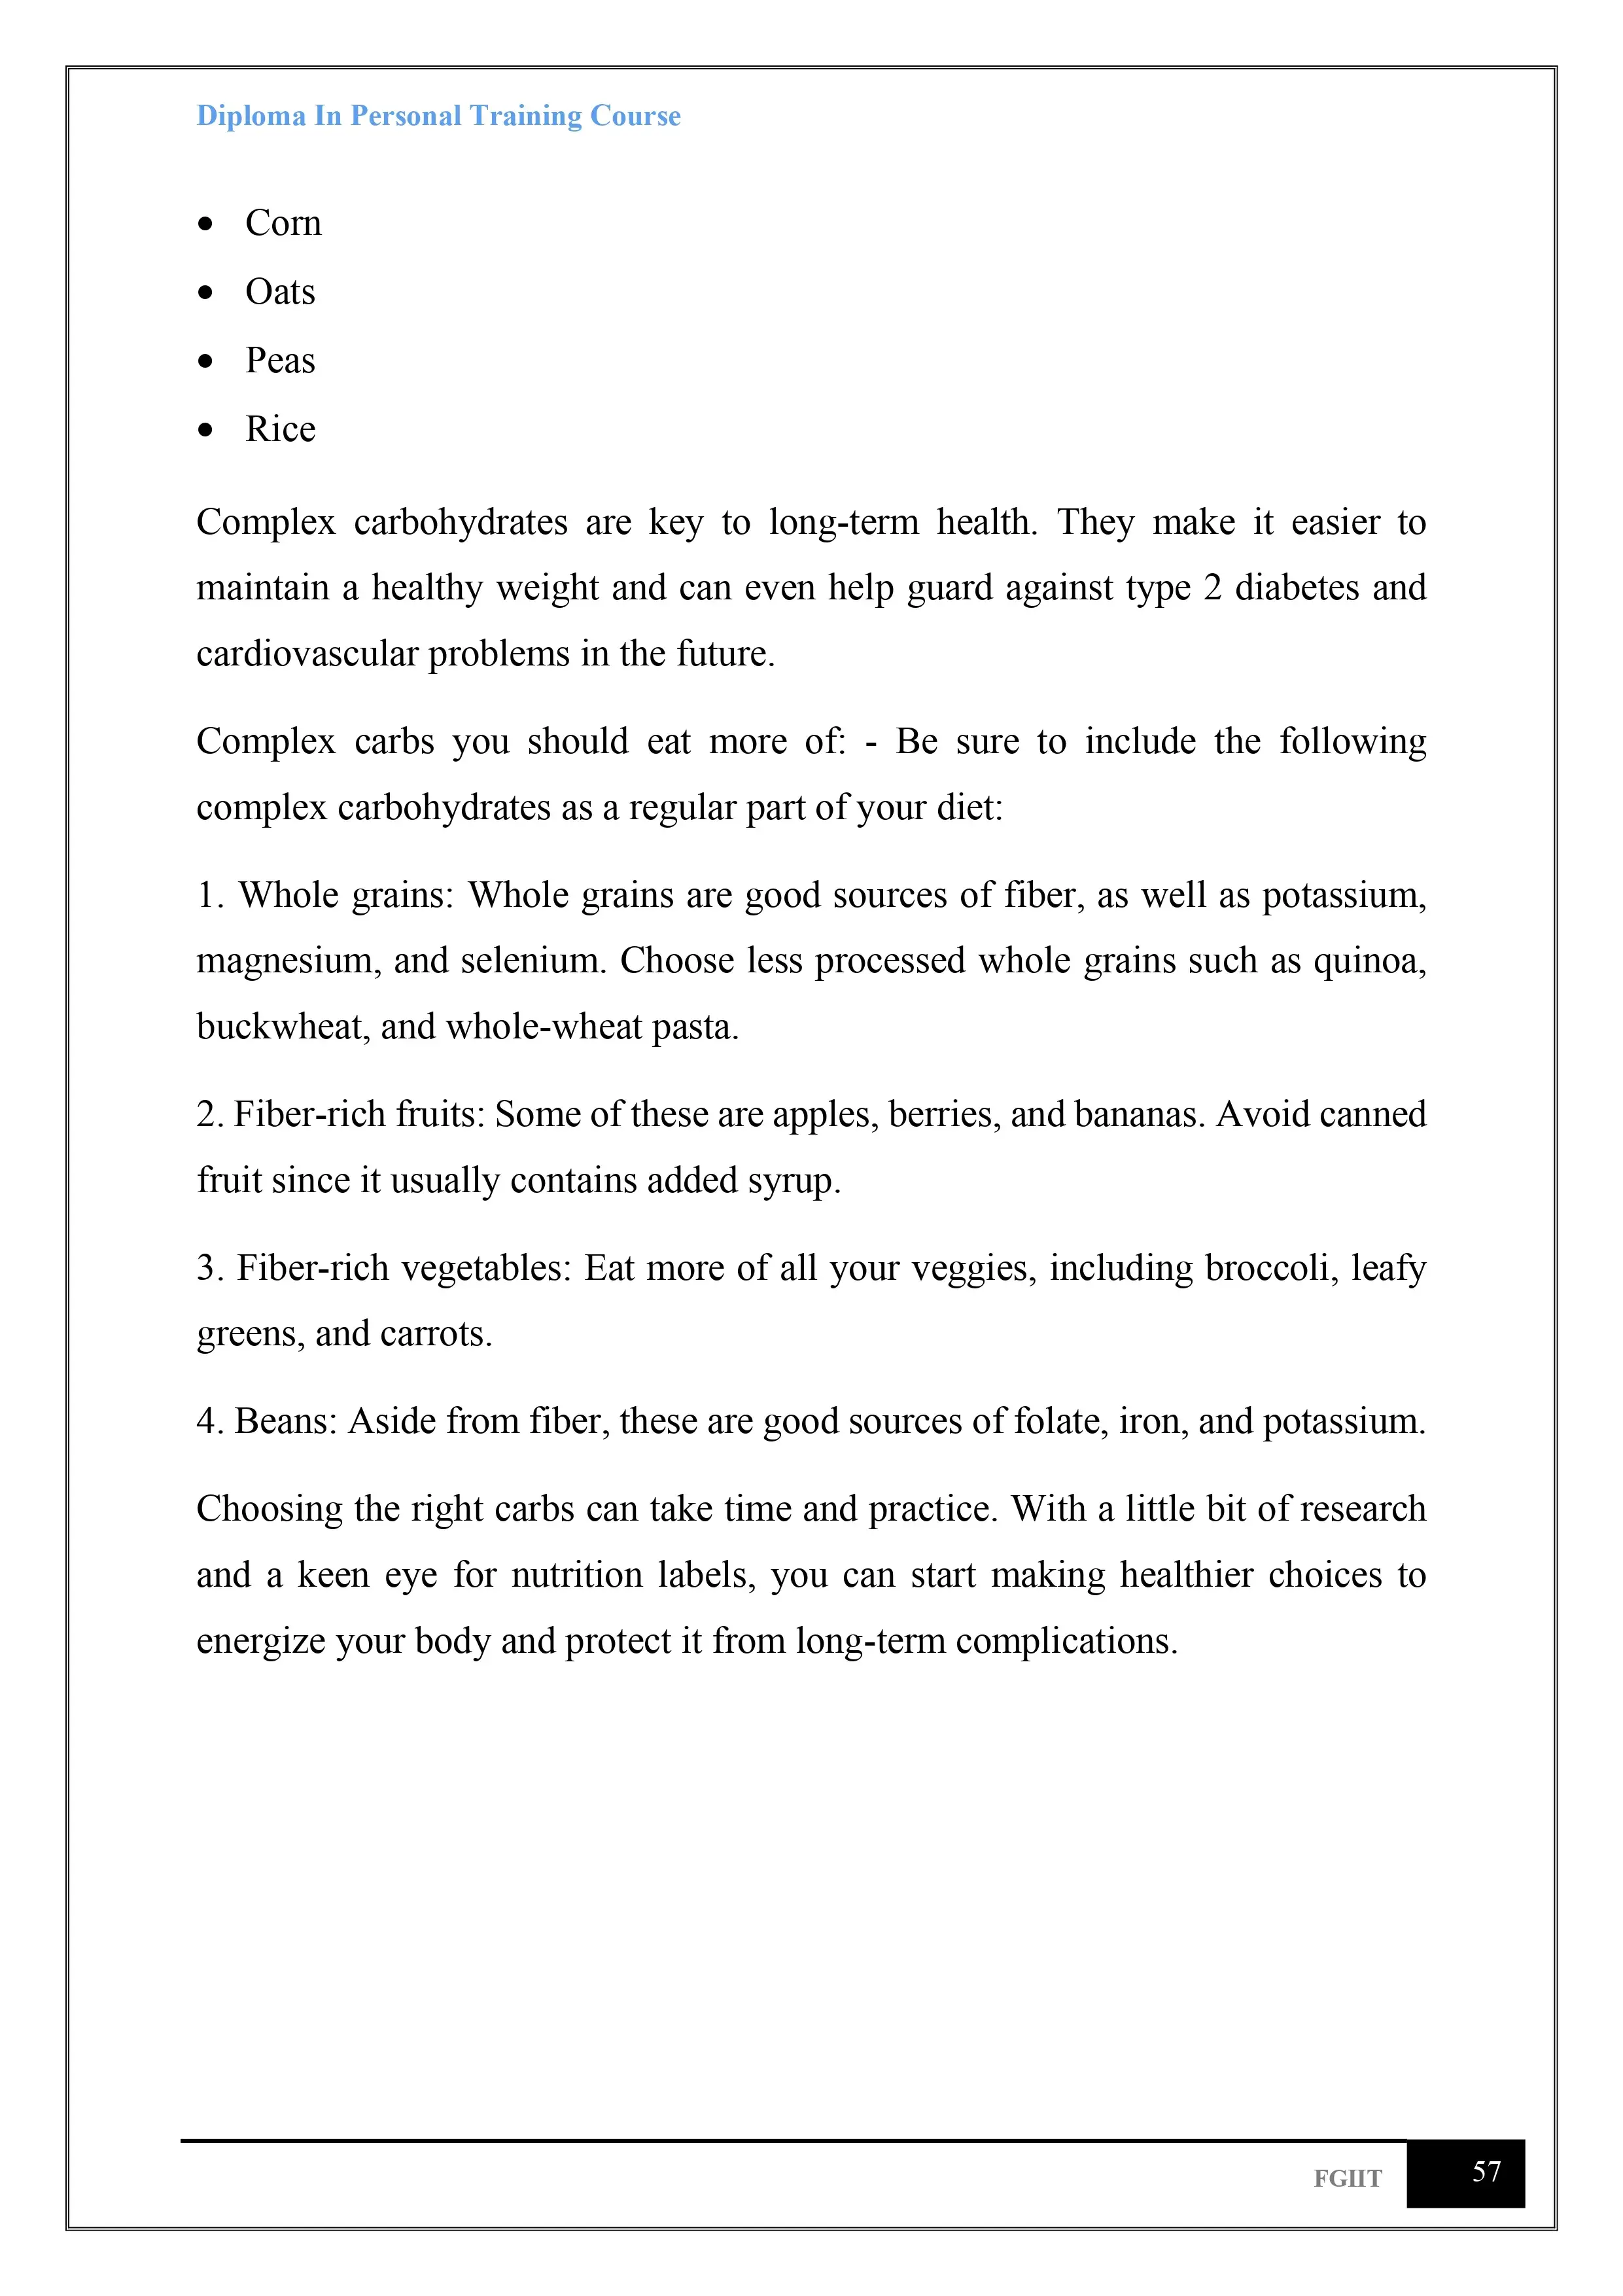 Diploma In Personal Training Course
• Corn
• Oats
• Peas
• Rice
Complex carbohydrates are key to long-term health. They make it easier to
maintain a healthy weight and can even help guard against type 2 diabetes and
cardiovascular problems in the future.
Complex carbs you should eat more of: - Be sure to include the following
complex carbohydrates as a regular part of your diet:
1. Whole grains: Whole grains are good sources of fiber, as well as potassium,
magnesium, and selenium. Choose less processed whole grains such as quinoa,
buckwheat, and whole-wheat pasta.
2. Fiber-rich fruits: Some of these are apples, berries, and bananas. Avoid canned
fruit since it usually contains added syrup.
3. Fiber-rich vegetables: Eat more of all your veggies, including broccoli, leafy
greens, and carrots.
4. Beans: Aside from fiber, these are good sources of folate, iron, and potassium.
Choosing the right carbs can take time and practice. With a little bit of research
and a keen eye for nutrition labels, you can start making healthier choices to
energize your body and protect it from long-term complications.
FGIIT 57